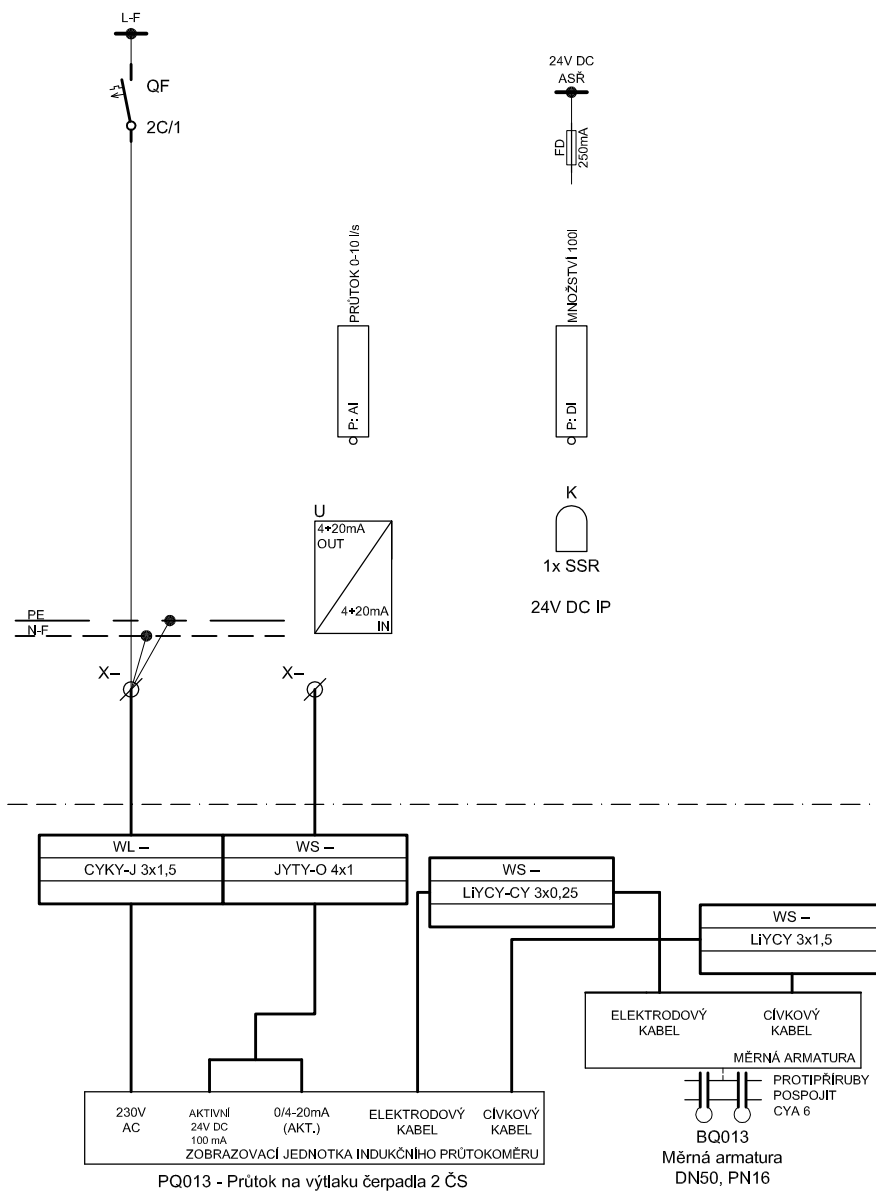 L-F
QF
2C/1
24V DC
ASŘ
FD
250mA
PRŮTOK 0-10 l/s
MNOŽSTVÍ 100l
P: AI
P: DI
U
4÷20mA
OUT
4÷20mA
IN
K
1x SSR
24V DC IP
PE
N-F
X–
X–
WL –
CYKY-J 3x1,5
WS –
JYTY-O 4x1
WS –
LiYCY-CY 3x0,25
WS –
LiYCY 3x1,5
ELEKTRODOVÝ
KABEL
CÍVKOVÝ
KABEL
MĚRNÁ ARMATURA
PROTIPŘÍRUBY
POSPOJIT
CYA 6
BQ013
Měrná armatura
DN50, PN16
230V
AC
AKTIVNÍ
24V DC
100 mA
0/4-20mA
(AKT.)
ELEKTRODOVÝ
KABEL
CÍVKOVÝ
KABEL
ZOBRAZOVACÍ JEDNOTKA INDUKČNÍHO PRŮTOKOMĚRU
PQ013 - Průtok na výtlaku čerpadla 2 ČS